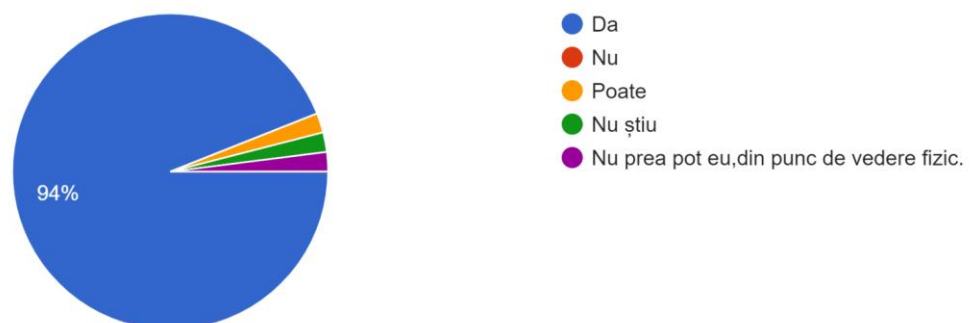 94%
Da
Nu
Poate
Nu știu
Nu prea pot eu,din punc de vedere fizic.